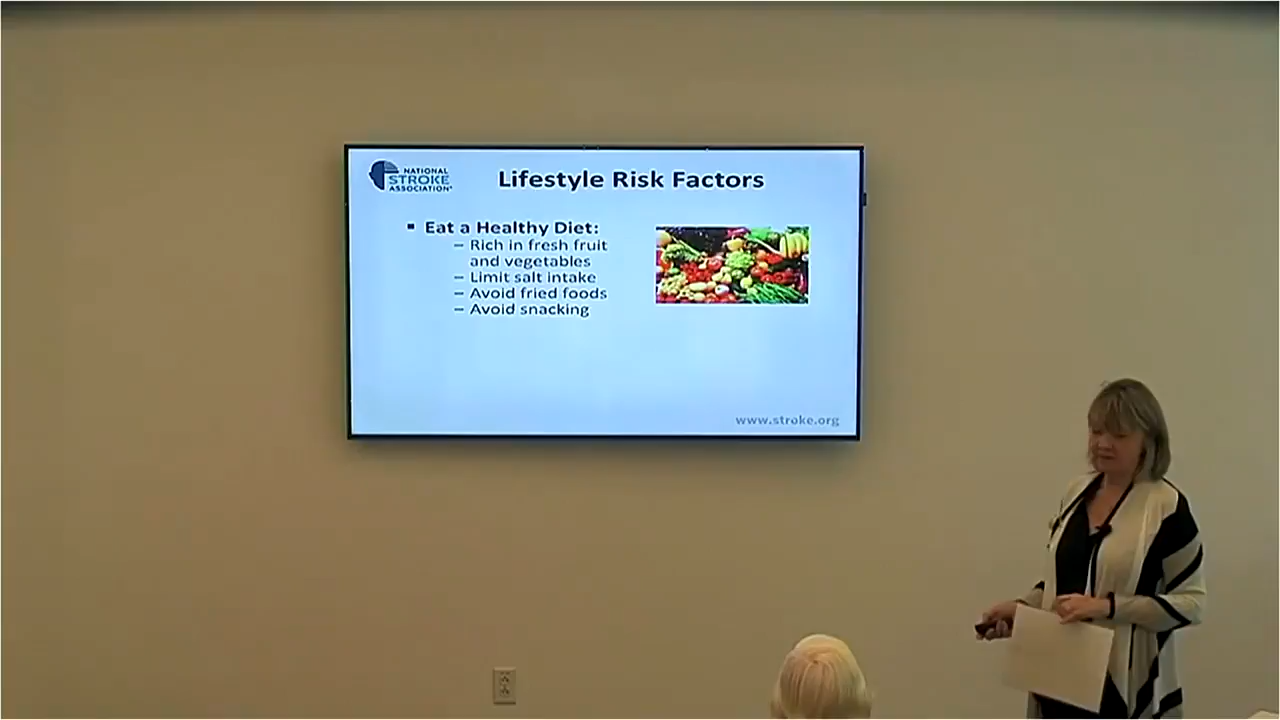 NATIONAL
STROKE
ASSOCIATION
Lifestyle Risk Factors
▪ Eat a Healthy Diet:
– Rich in fresh fruit
and vegetables
– Limit salt intake
– Avoid fried foods
– Avoid snacking
www.stroke.org